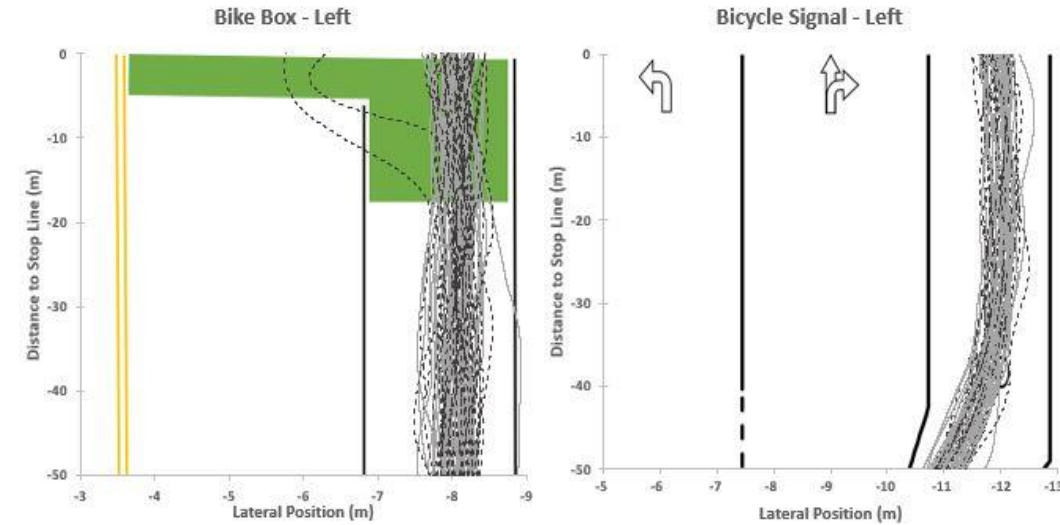 Bike Box - Left
0
-10
-20
-30
-40
-50
Distance to Stop Line (m)
-3 -4 -5 -6 -7 -8 -9
Lateral Position (m)
Bicycle Signal - Left
0
-10
-20
-30
-40
-50
Distance to Stop Line (m)
-5 -6 -7 -8 -9 -10 -11 -12 -13
Lateral Position (m)